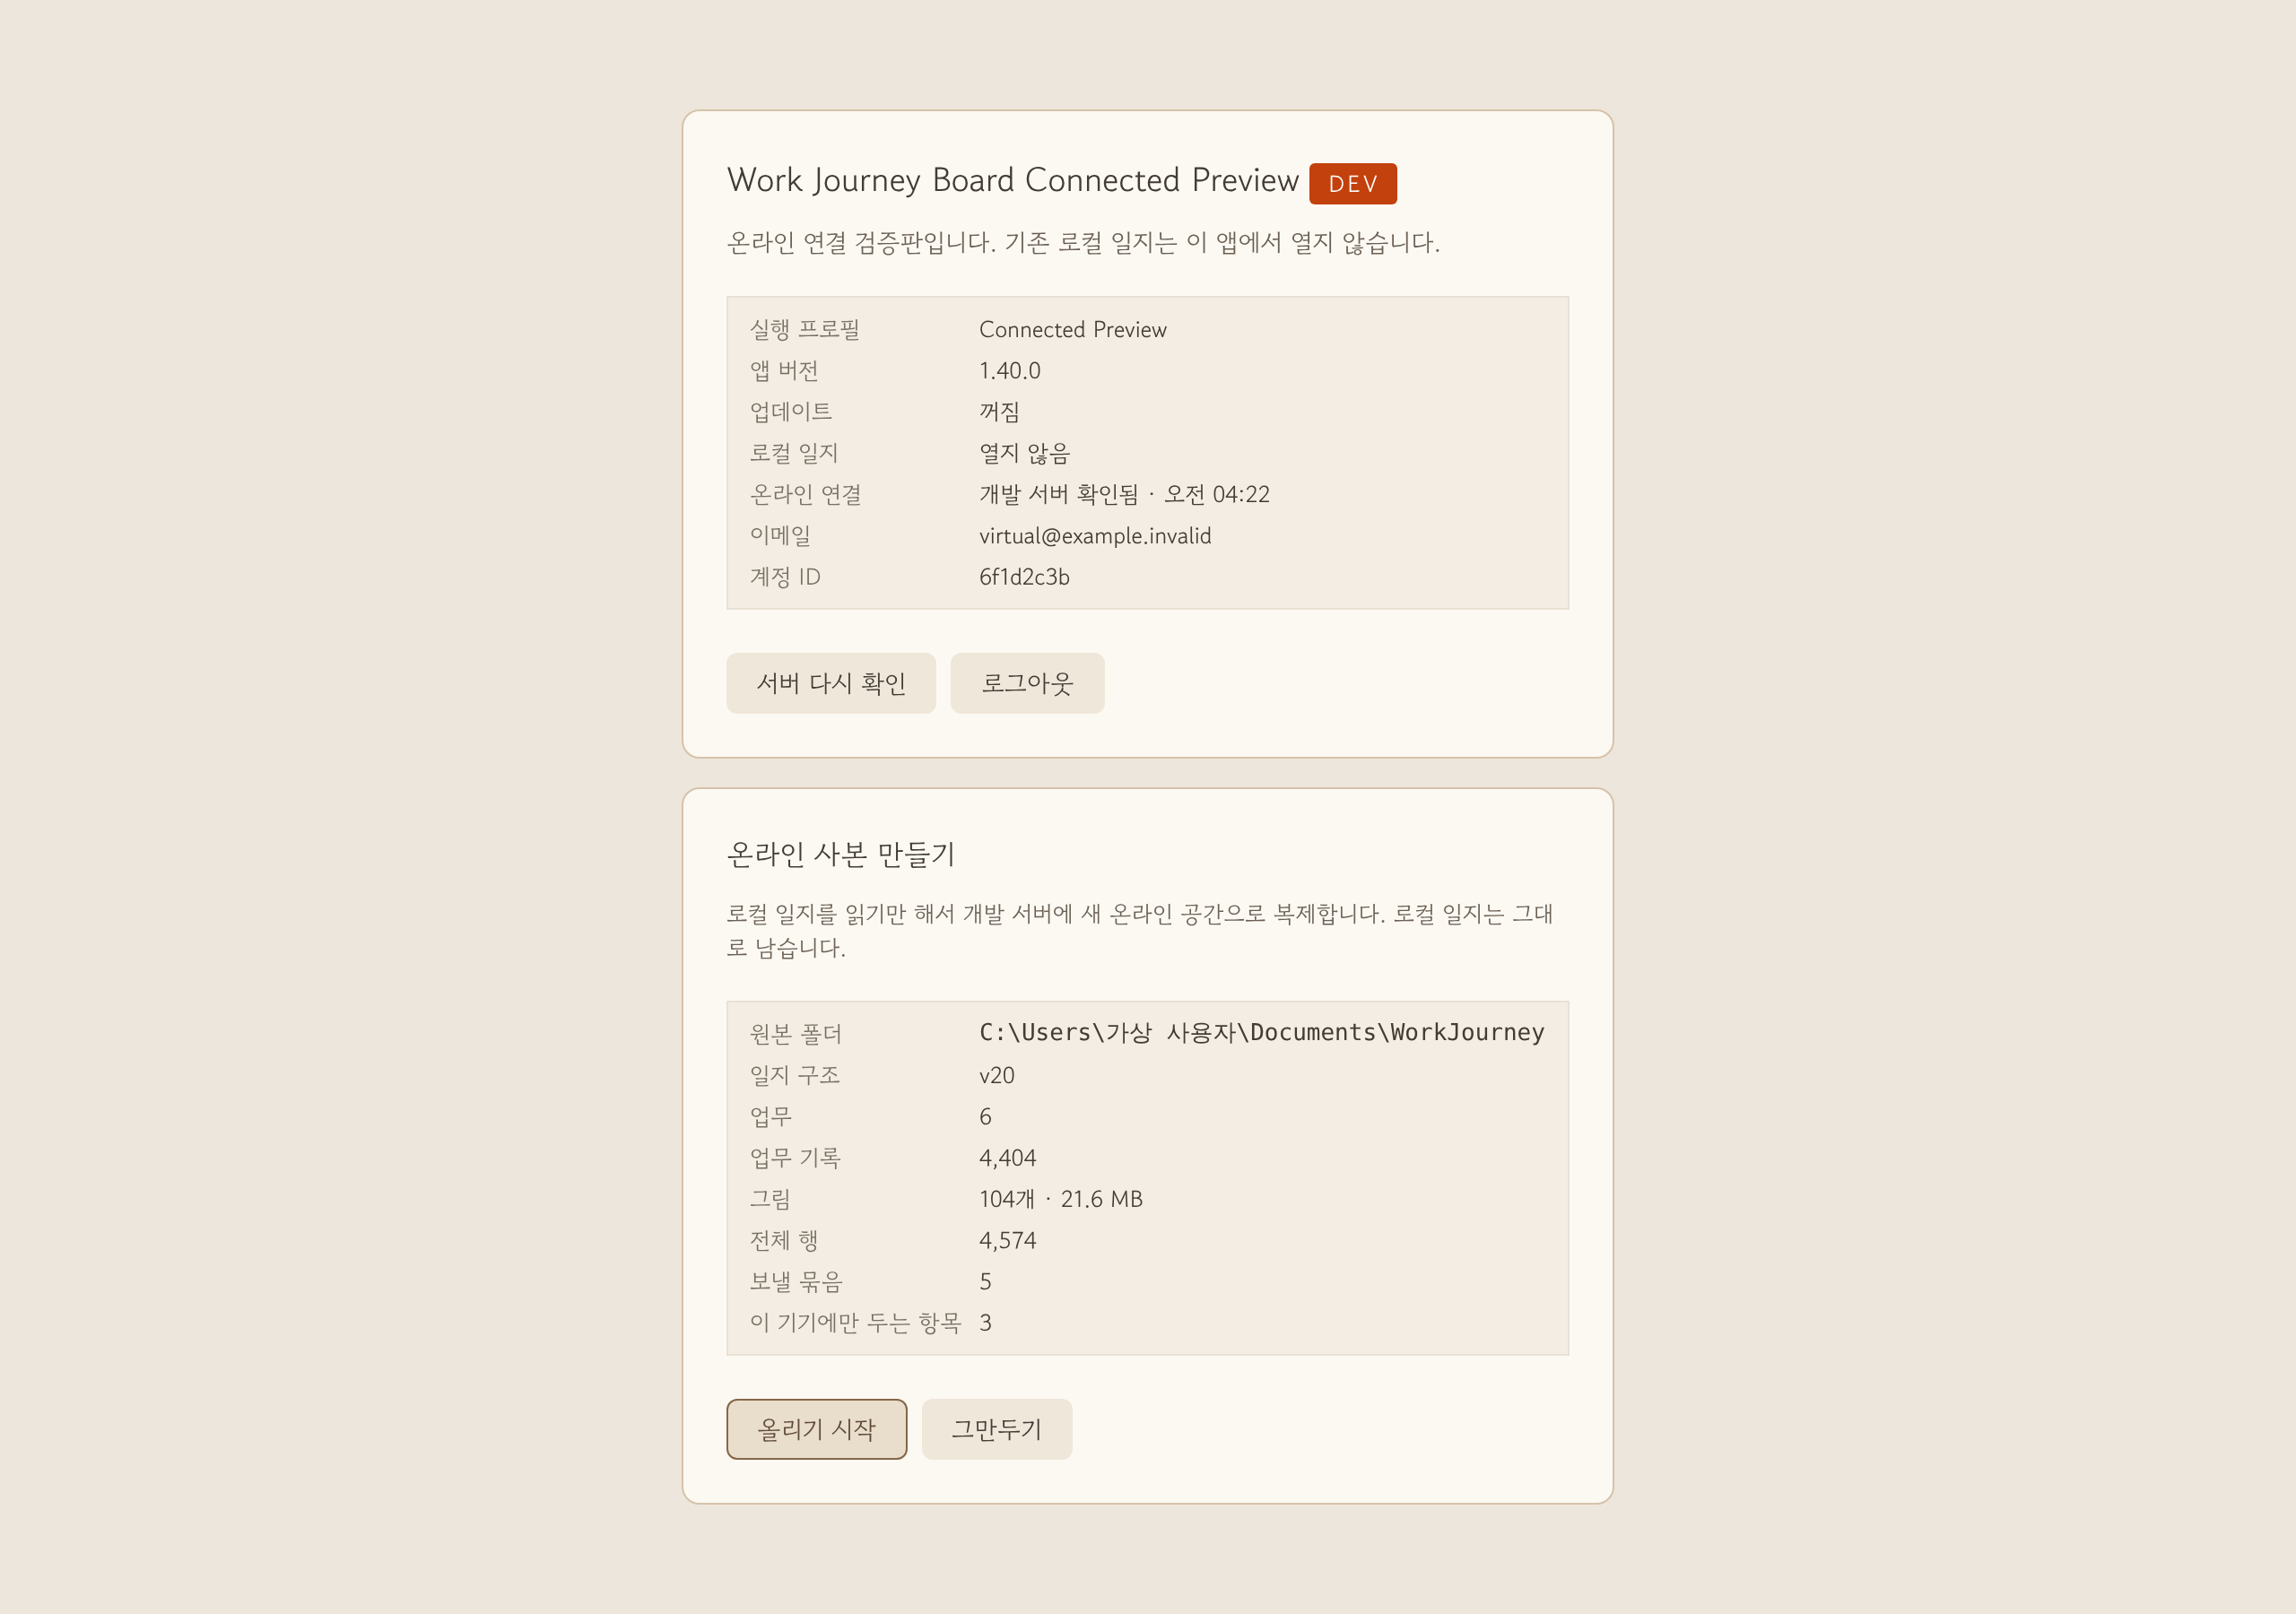 Work Journey Board Connected Preview DEV
온라인 연결 검증판입니다. 기존 로컬 일지는 이 앱에서 열지 않습니다.
실행 프로필 Connected Preview
앱 버전 1.40.0
업데이트 꺼짐
로컬 일지 열지 않음
온라인 연결 개발 서버 확인됨 · 오전 04:22
이메일 virtual@example.invalid
계정 ID 6f1d2c3b
서버 다시 확인 로그아웃
온라인 사본 만들기
로컬 일지를 읽기만 해서 개발 서버에 새 온라인 공간으로 복제합니다. 로컬 일지는 그대
로 남습니다.
원본 폴더 C:\Users\가상 사용자\Documents\WorkJourney
일지 구조 v20
업무 6
업무 기록 4,404
그림 104개 · 21.6 MB
전체 행 4,574
보낼 묶음 5
이 기기에만 두는 항목 3
올리기 시작 그만두기